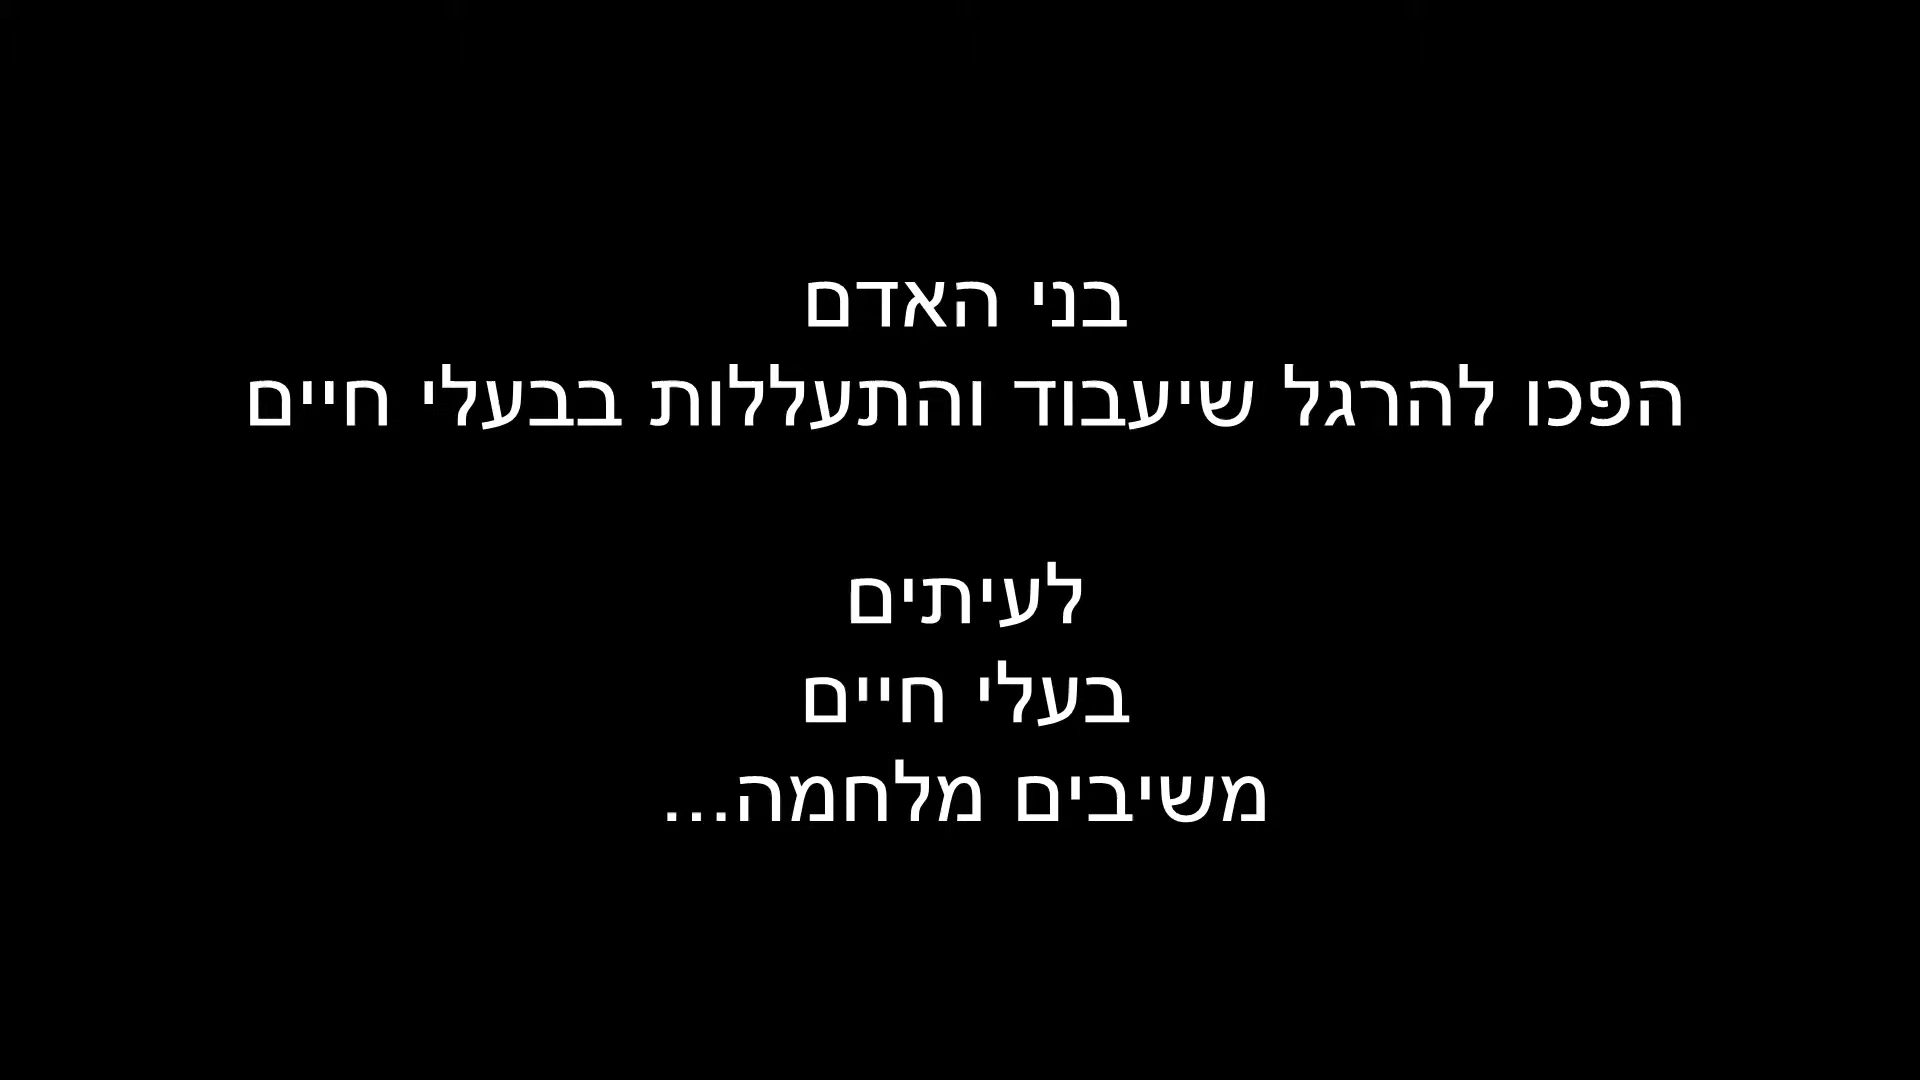 בני האדם
הפכו להרגל שיעבוד והתעללות בבעלי חיים
לעיתים
בעלי חיים
משיבים מלחמה...